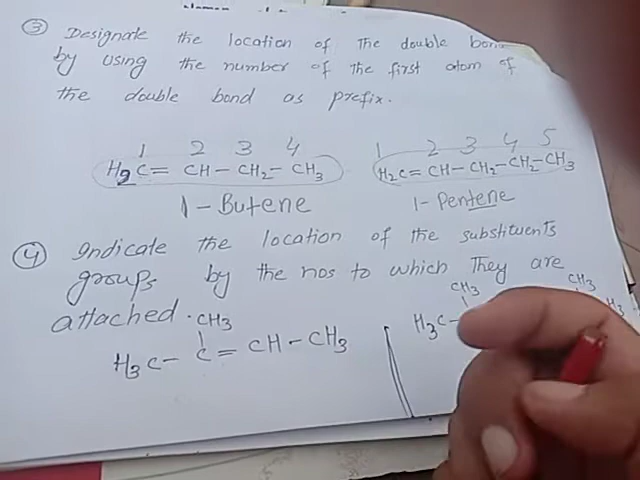 ③ Designate the location of The double bon
by using the number of the first atom of
the double bond as prefix.
1 2 3 4 1 2 3 4 5
H2C= CH – CH2– CH3 H2C= CH – CH2–CH2–CH3
1 – Butene 1- Pentene
④ Indicate the location of the substituents
groups by the nos to which They are
attached.
CH3 CH3 CH3
H3C – C = CH – CH3 H3C – H3